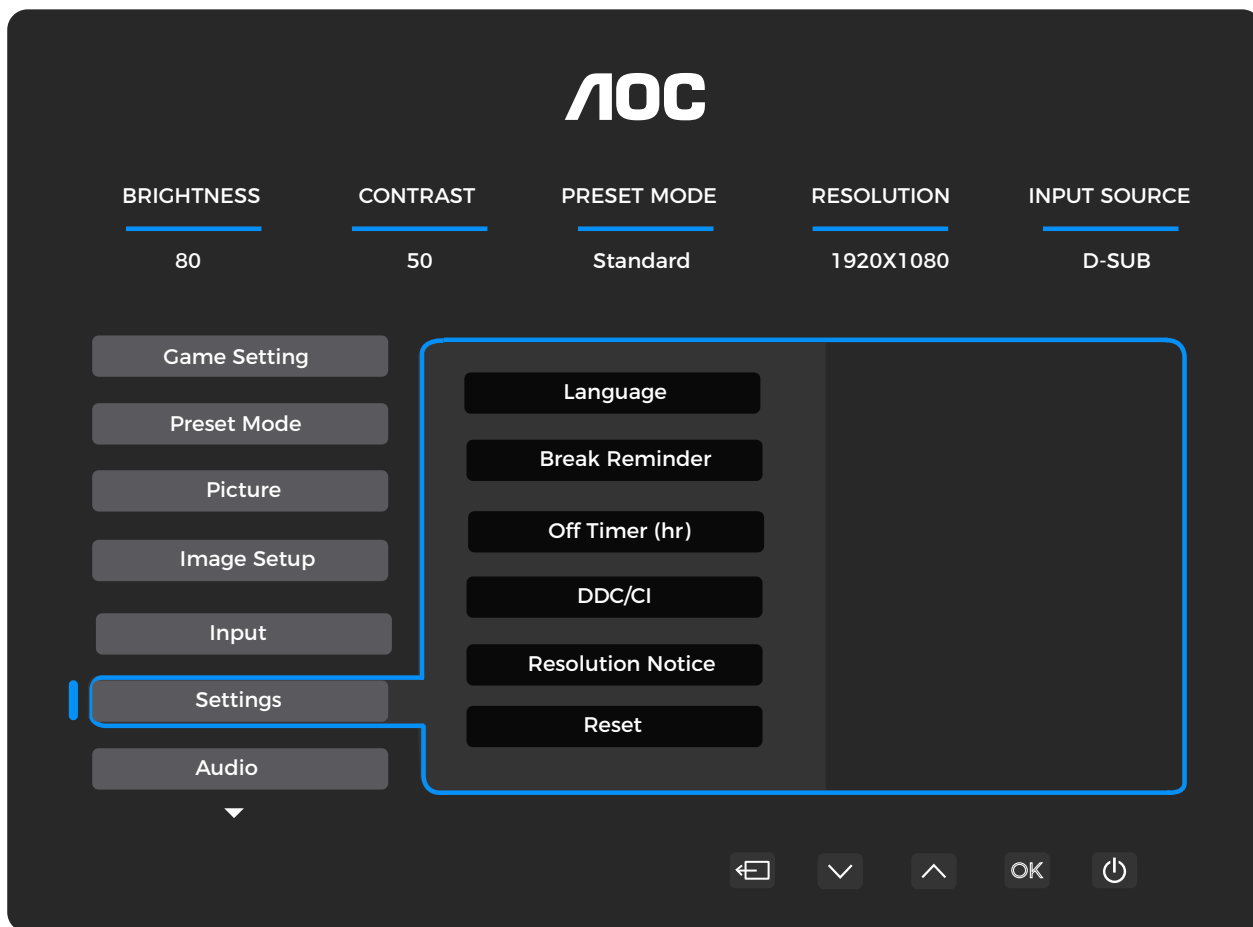 AOC
BRIGHTNESS CONTRAST PRESET MODE RESOLUTION INPUT SOURCE
80 50 Standard 1920X1080 D-SUB
Game Setting
Preset Mode
Picture
Image Setup
Input
Settings
Audio
Language
Break Reminder
Off Timer (hr)
DDC/CI
Resolution Notice
Reset
OK